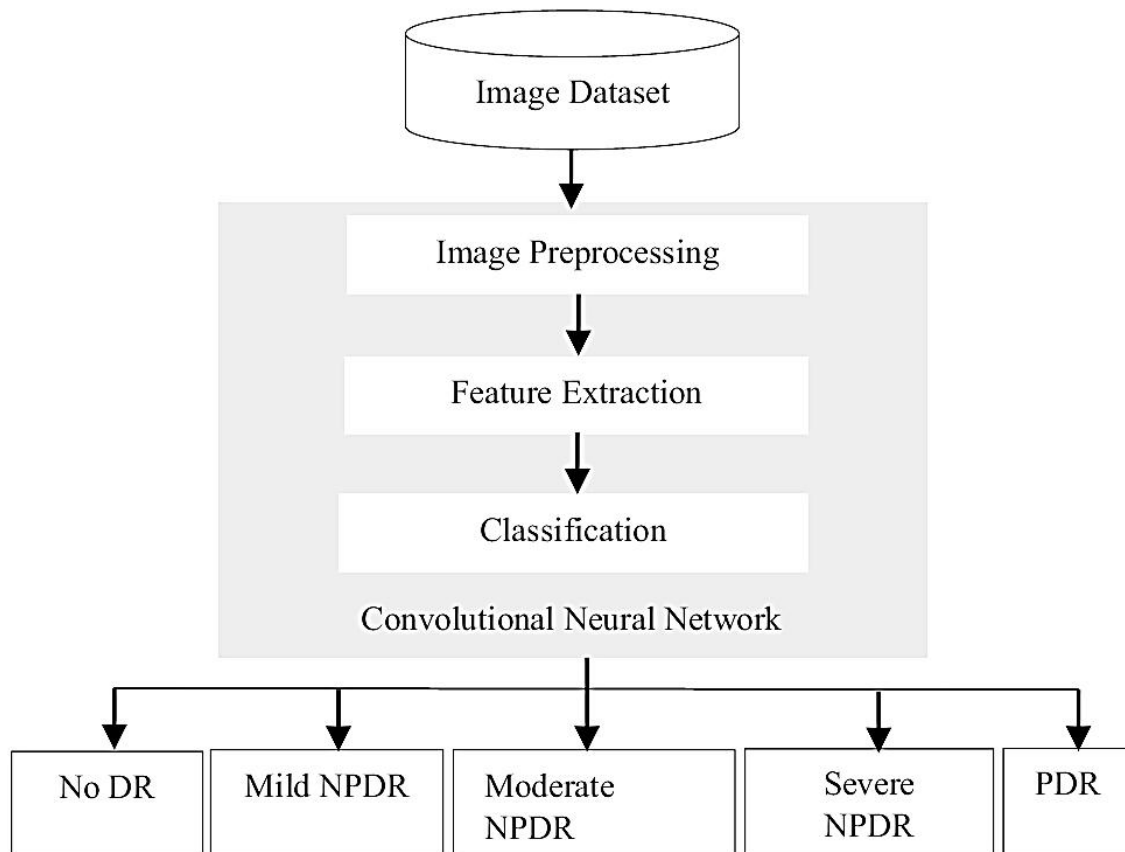 Image Dataset
Image Preprocessing
Feature Extraction
Classification
Convolutional Neural Network
No DR
Mild NPDR
Moderate
NPDR
Severe
NPDR
PDR